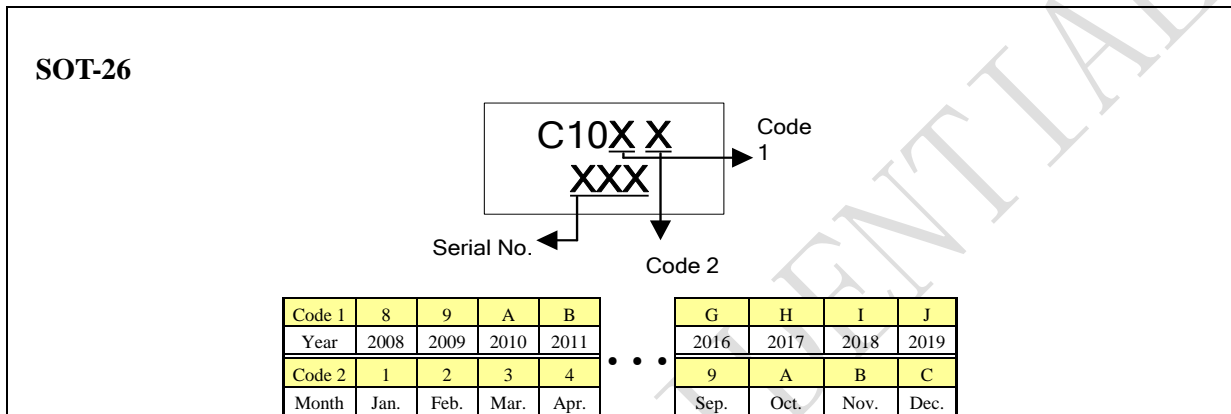 SOT-26
C10X X
XXX
Code
1
Serial No.
Code 2
Code 1 8 9 A B • • • G H I J
Year 2008 2009 2010 2011 2016 2017 2018 2019
Code 2 1 2 3 4 9 A B C
Month Jan. Feb. Mar. Apr. Sep. Oct. Nov. Dec.